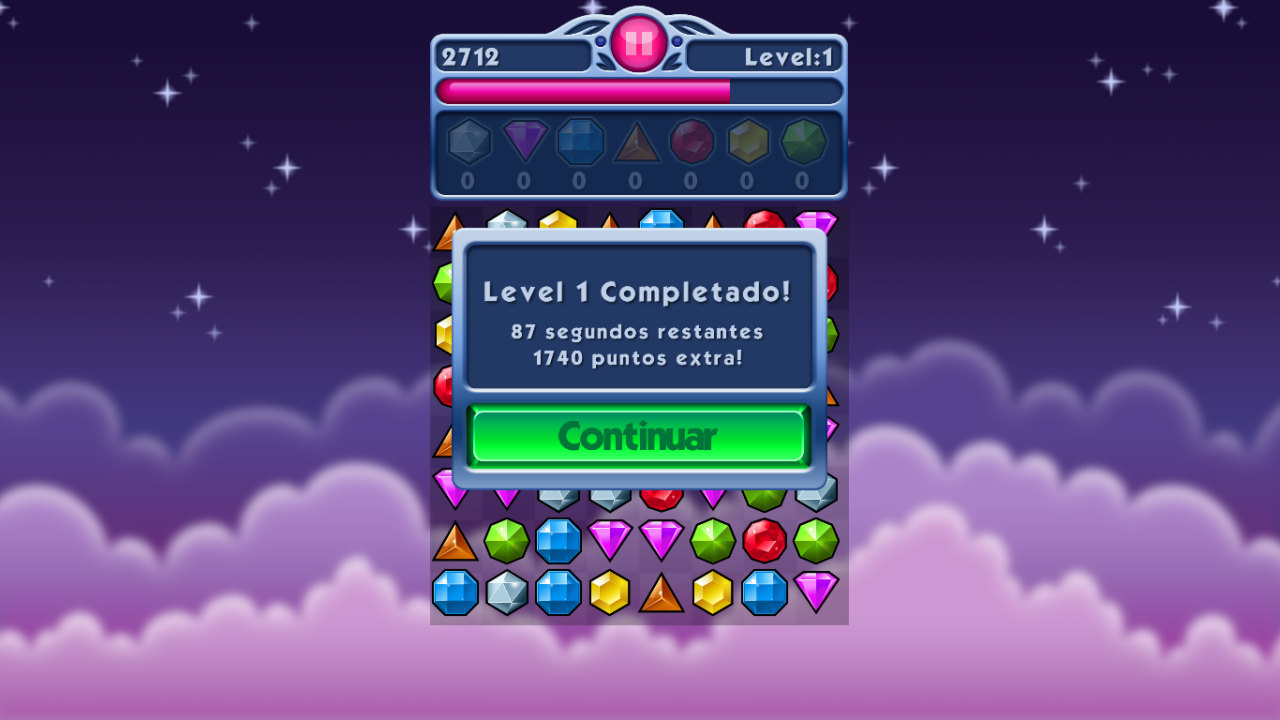 2712
Level:1
0 0 0 0 0 0 0
Level 1 Completado!
87 segundos restantes
1740 puntos extra!
Continuar